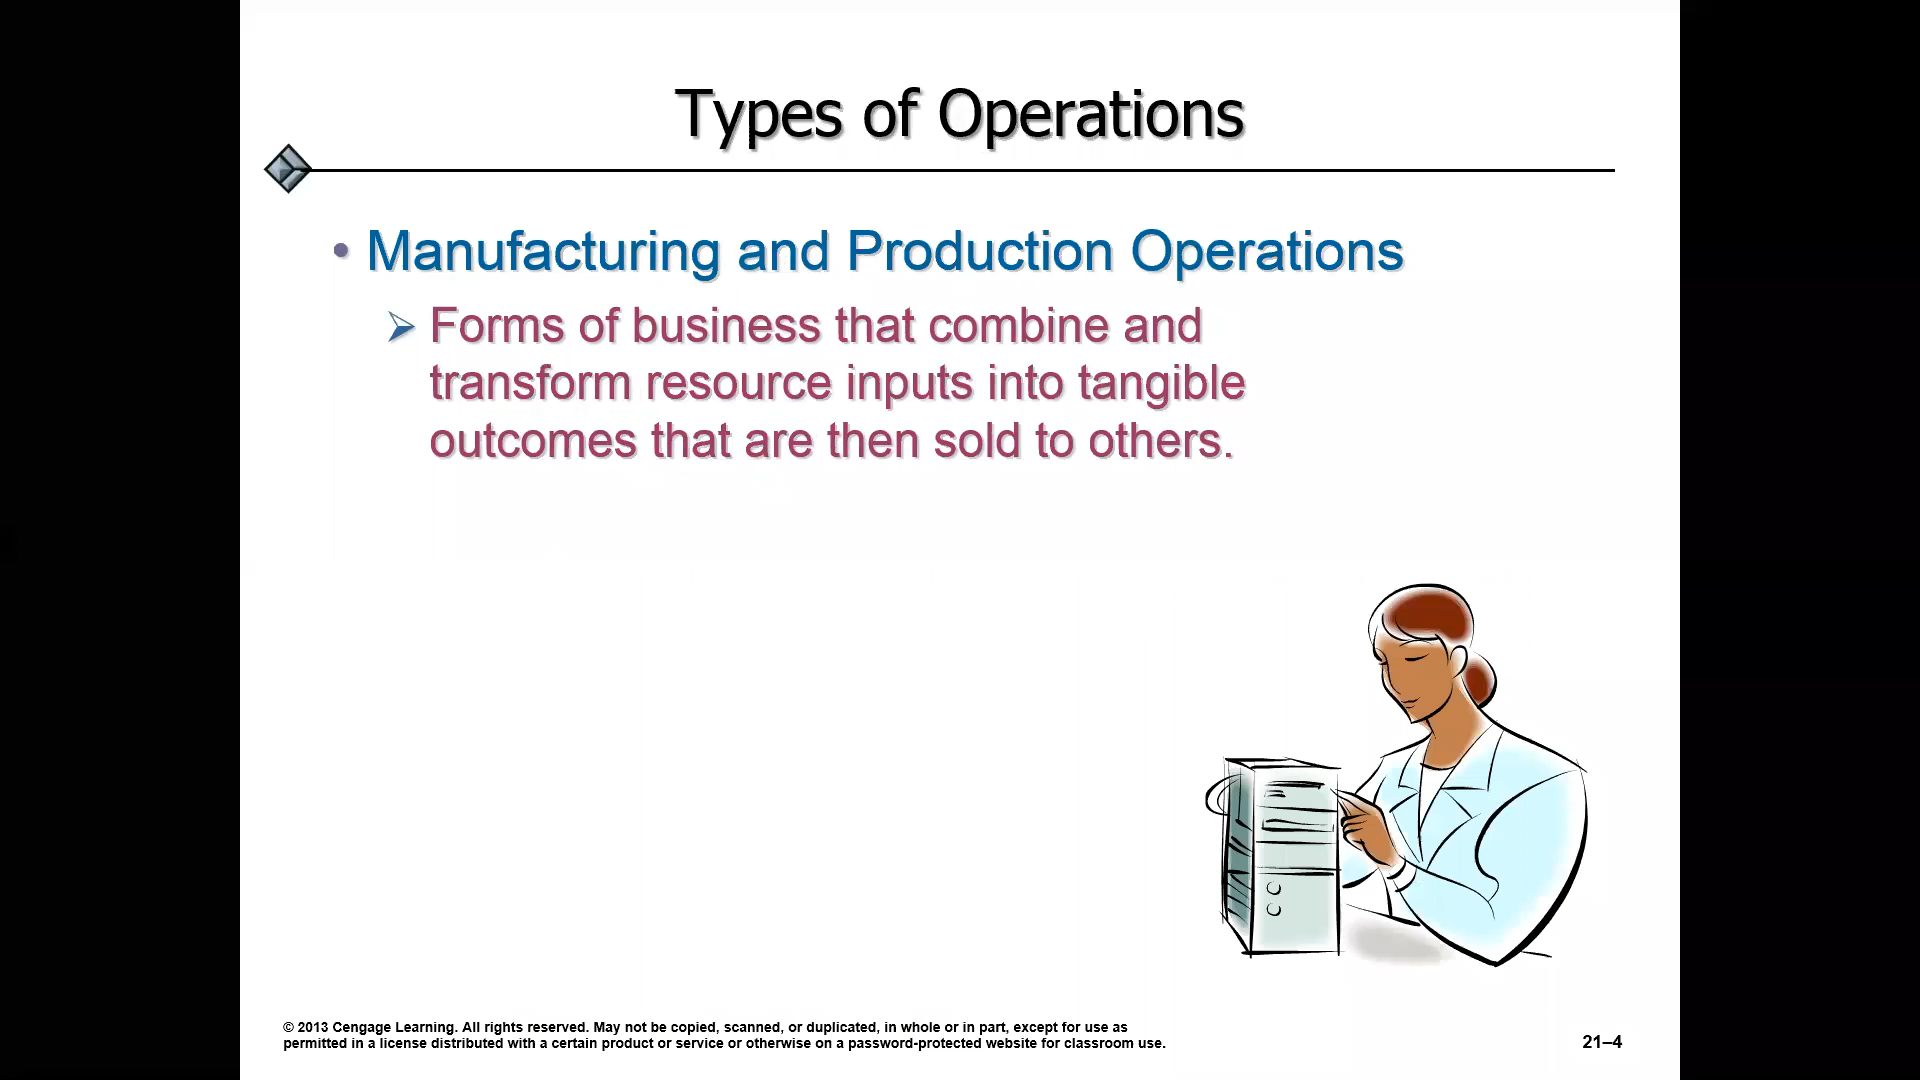 Types of Operations
• Manufacturing and Production Operations
➢ Forms of business that combine and
transform resource inputs into tangible
outcomes that are then sold to others.
© 2013 Cengage Learning. All rights reserved. May not be copied, scanned, or duplicated, in whole or in part, except for use as
permitted in a license distributed with a certain product or service or otherwise on a password-protected website for classroom use.
21–4